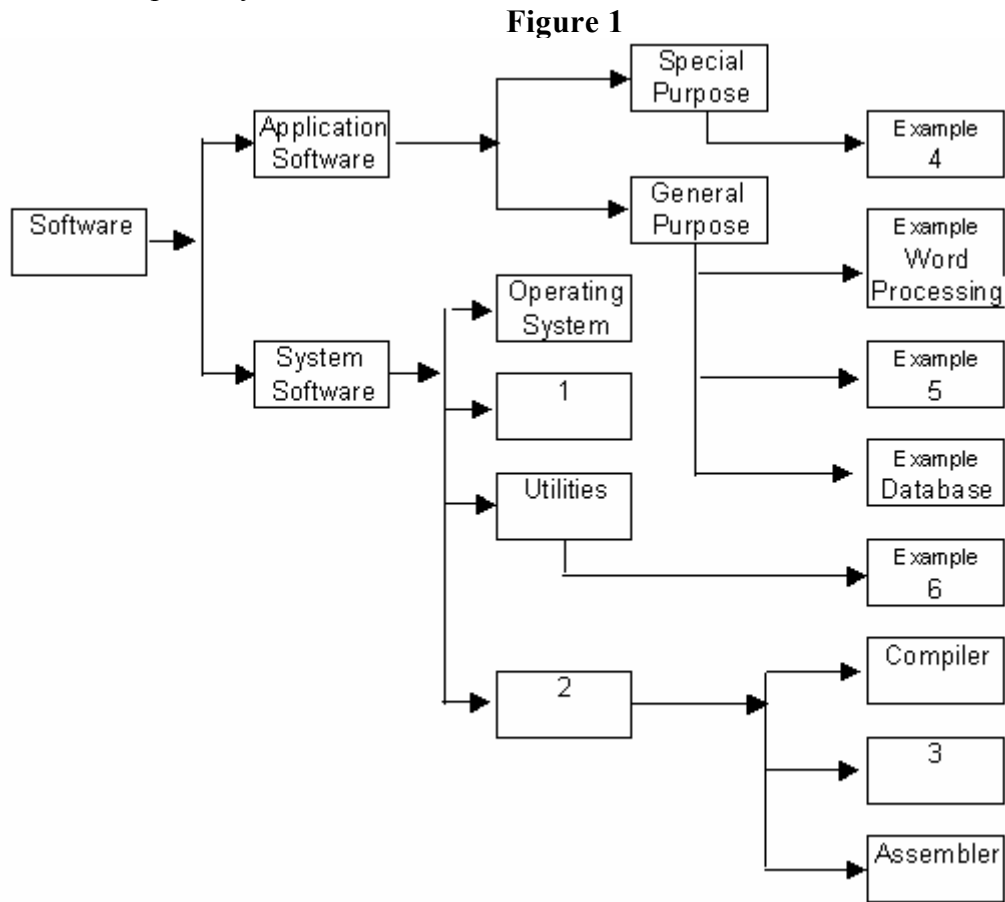 Figure 1
Special
Purpose
Application
Software
Example
4
Software
General
Purpose
Example
Word
Processing
Operating
System
System
Software
1
Example
5
Utilities
Example
Database
Example
6
2
Compiler
3
Assembler